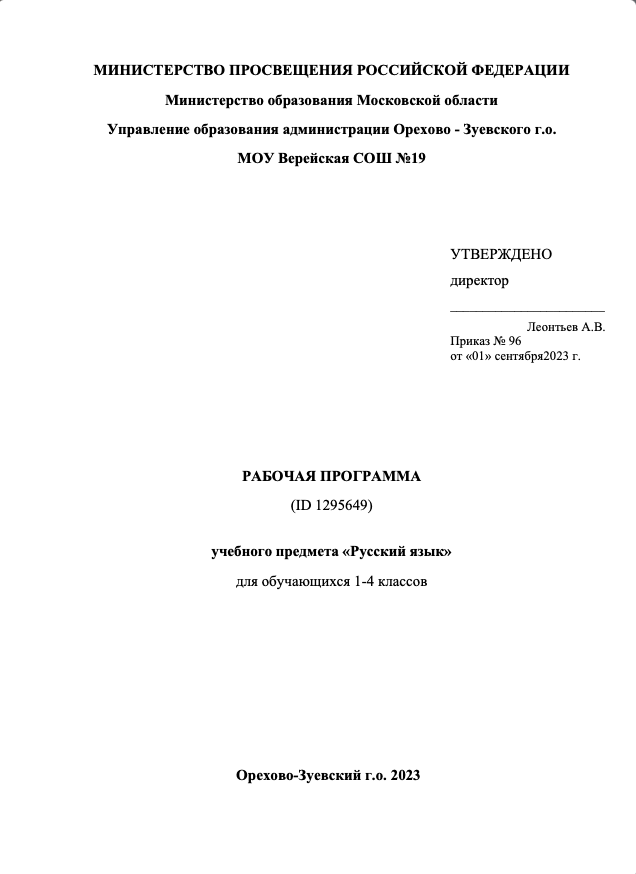 МИНИСТЕРСТВО ПРОСВЕЩЕНИЯ РОССИЙСКОЙ ФЕДЕРАЦИИ
Министерство образования Московской области
Управление образования администрации Орехово - Зуевского г.о.
МОУ Верейская СОШ №19
УТВЕРЖДЕНО
директор
______________________
Леонтьев А.В.
Приказ № 96
от «01» сентября2023 г.
РАБОЧАЯ ПРОГРАММА
(ID 1295649)
учебного предмета «Русский язык»
для обучающихся 1-4 классов
Орехово-Зуевский г.о. 2023